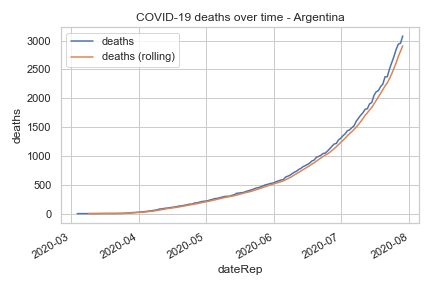 COVID-19 deaths over time - Argentina
deaths
deaths (rolling)
3000
2500
2000
1500
1000
500
0
deaths
2020-03
2020-04
2020-05
2020-06
2020-07
2020-08
dateRep